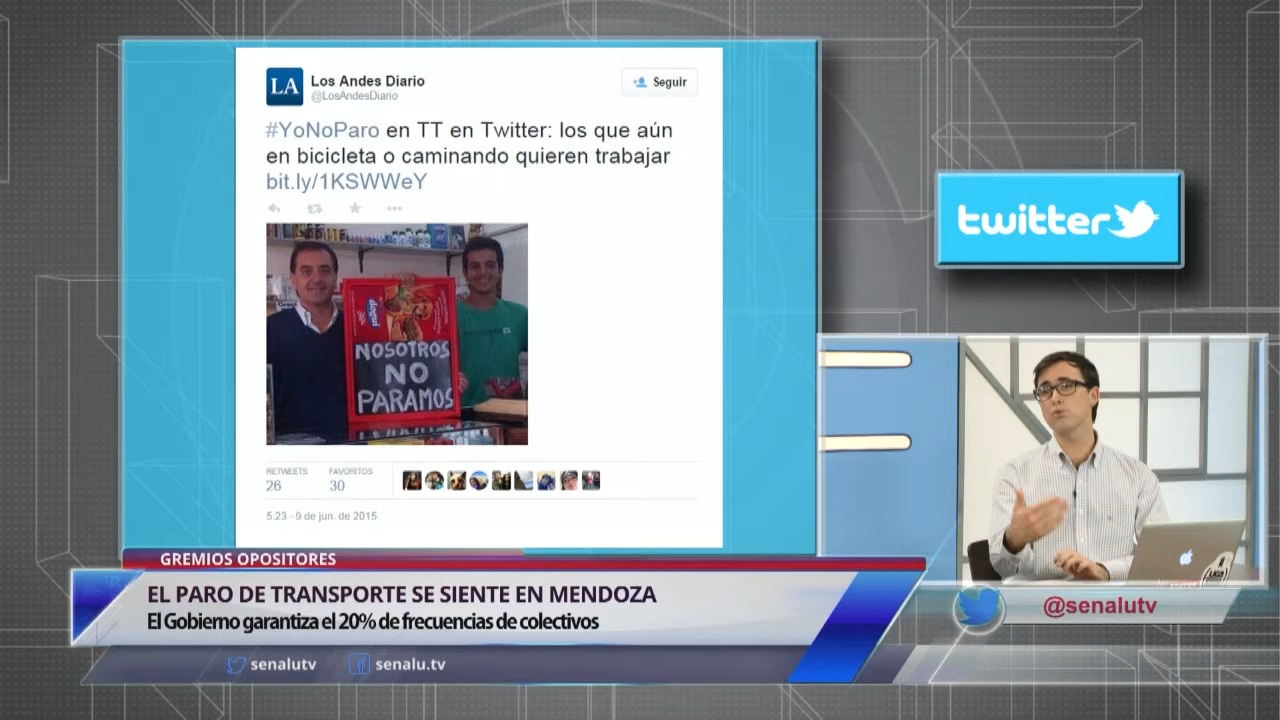 LA
Los Andes Diario
@LosAndesDiario
Seguir
#YoNoParo en TT en Twitter: los que aún
en bicicleta o caminando quieren trabajar
bit.ly/1KSWWeY
NOSOTROS
NO
PARAMOS
RETWEETS
26
FAVORITOS
30
5:23 - 9 de jun. de 2015
twitter
GREMIOS OPOSITORES
EL PARO DE TRANSPORTE SE SIENTE EN MENDOZA
El Gobierno garantiza el 20% de frecuencias de colectivos
senalutv
senalu.tv
@senalutv